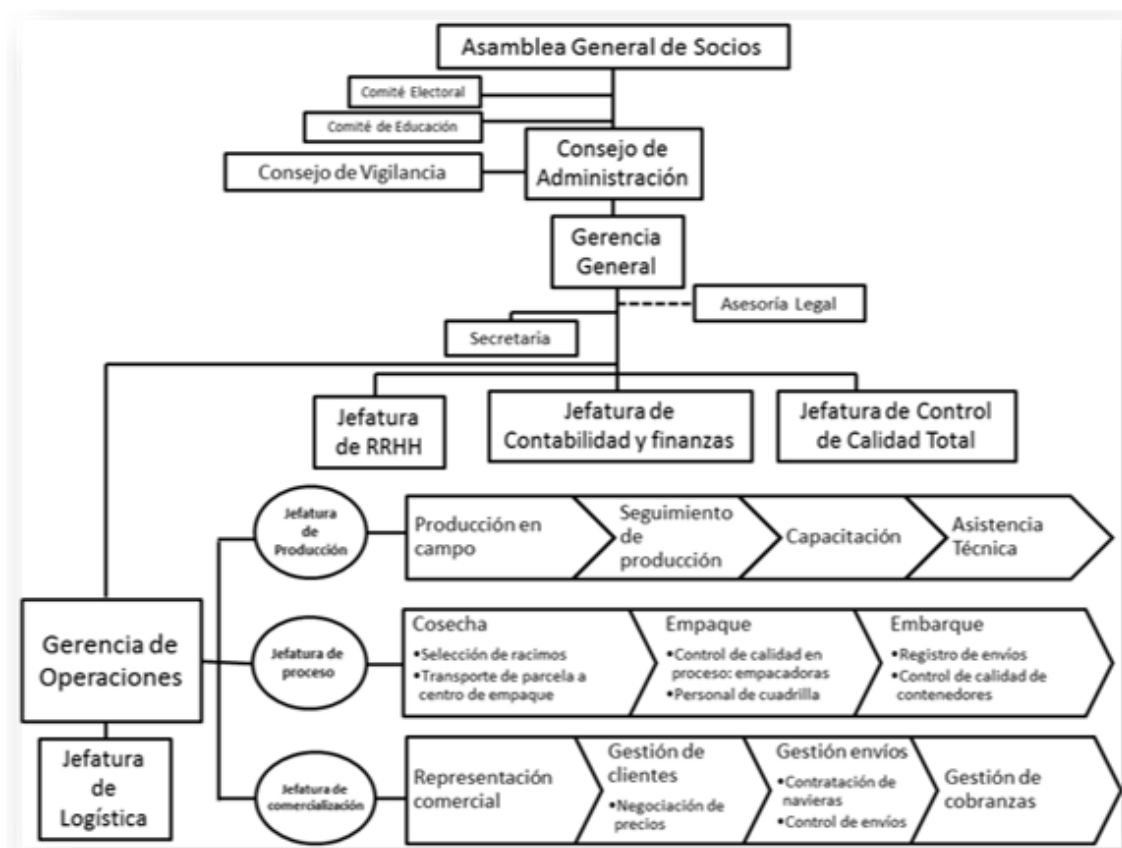 Asamblea General de Socios
Comité Electoral
Comité de Educación
Consejo de Vigilancia
Consejo de
Administración
Gerencia
General
Asesoría Legal
Secretaria
Jefatura
de RRHH
Jefatura de
Contabilidad y finanzas
Jefatura de Control
de Calidad Total
Jefatura
de
Producción
Producción en
campo
Seguimiento
de
producción
Capacitación
Asistencia
Técnica
Gerencia de
Operaciones
Jefatura de
proceso
Cosecha
•Selección de racimos
•Transporte de parcela a
centro de empaque
Empaque
•Control de calidad en
proceso: empacadoras
•Personal de cuadrilla
Embarque
•Registro de envíos
•Control de calidad de
contenedores
Jefatura
de
Logística
Jefatura de
comercialización
Representación
comercial
Gestión de
clientes
•Negociación de
precios
Gestión envíos
•Contratación de
navieras
•Control de envíos
Gestión de
cobranzas